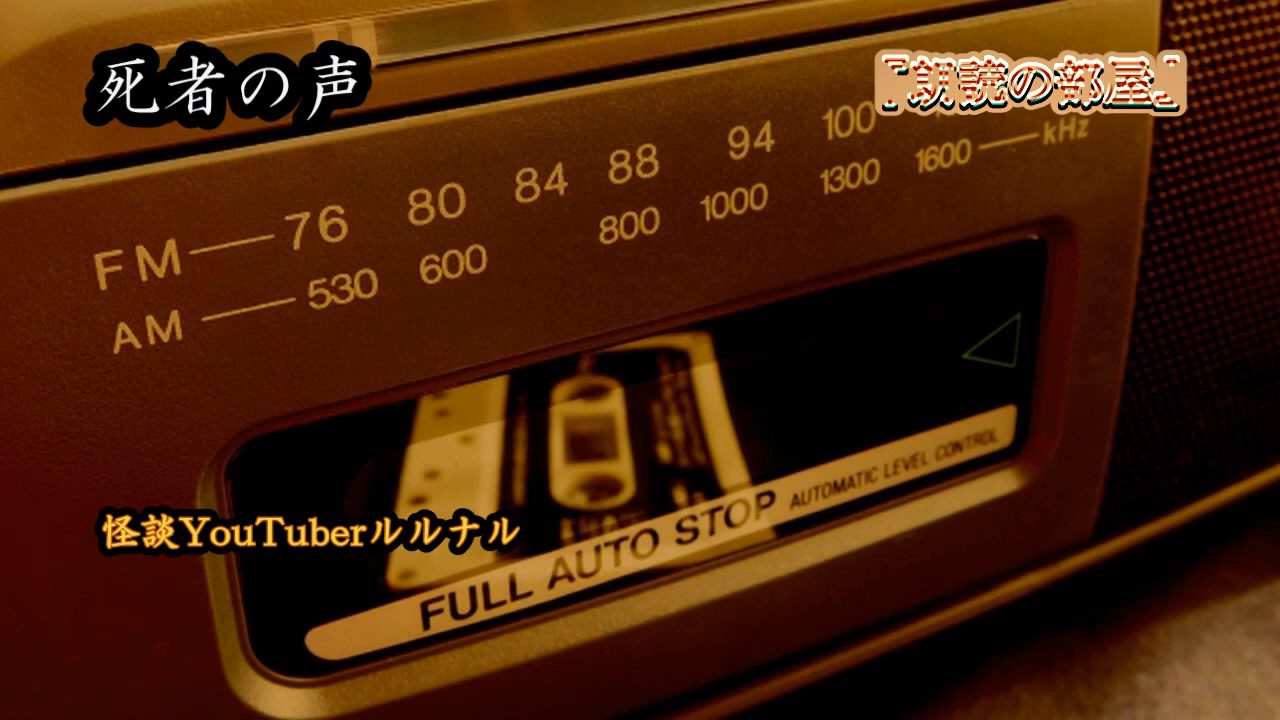 死者の声
『朗読の部屋』
FM 76 80 84 88 94 100
kHz
AM 530 600 800 1000 1300 1600
怪談YouTuberルルナル
FULL AUTO STOP AUTOMATIC LEVEL CONTROL